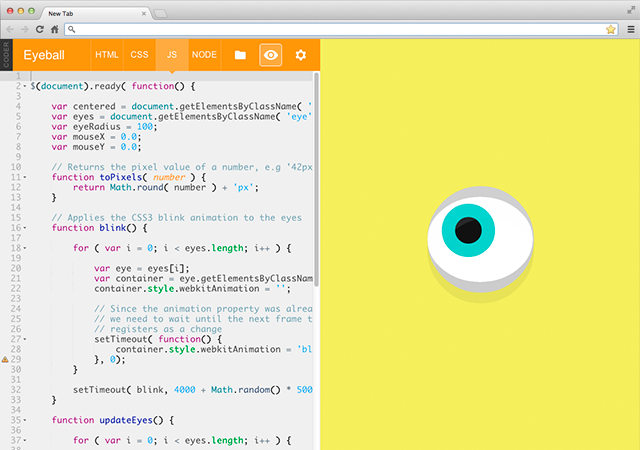 New Tab
CODER
Eyeball HTML CSS JS NODE
1
2 $(document).ready( function() {
3
4 var centered = document.getElementsByClassName( '
5 var eyes = document.getElementsByClassName( 'eye'
6 var eyeRadius = 100;
7 var mouseX = 0.0;
8 var mouseY = 0.0;
9
10 // Returns the pixel value of a number, e.g '42px
11 function toPixels( number ) {
12 return Math.round( number ) + 'px';
13 }
14
15 // Applies the CSS3 blink animation to the eyes
16 function blink() {
17
18 for ( var i = 0; i < eyes.length; i++ ) {
19
20 var eye = eyes[i];
21 var container = eye.getElementsByClassName
22 container.style.webkitAnimation = '';
23
24 // Since the animation property was alrea
25 // we need to wait until the next frame t
26 // registers as a change
27 setTimeout( function() {
28 container.style.webkitAnimation = 'bl
29 }, 0);
30 }
31
32 setTimeout( blink, 4000 + Math.random() * 500
33 }
34
35 function updateEyes() {
36
37 for ( var i = 0; i < eyes.length; i++ ) {
38